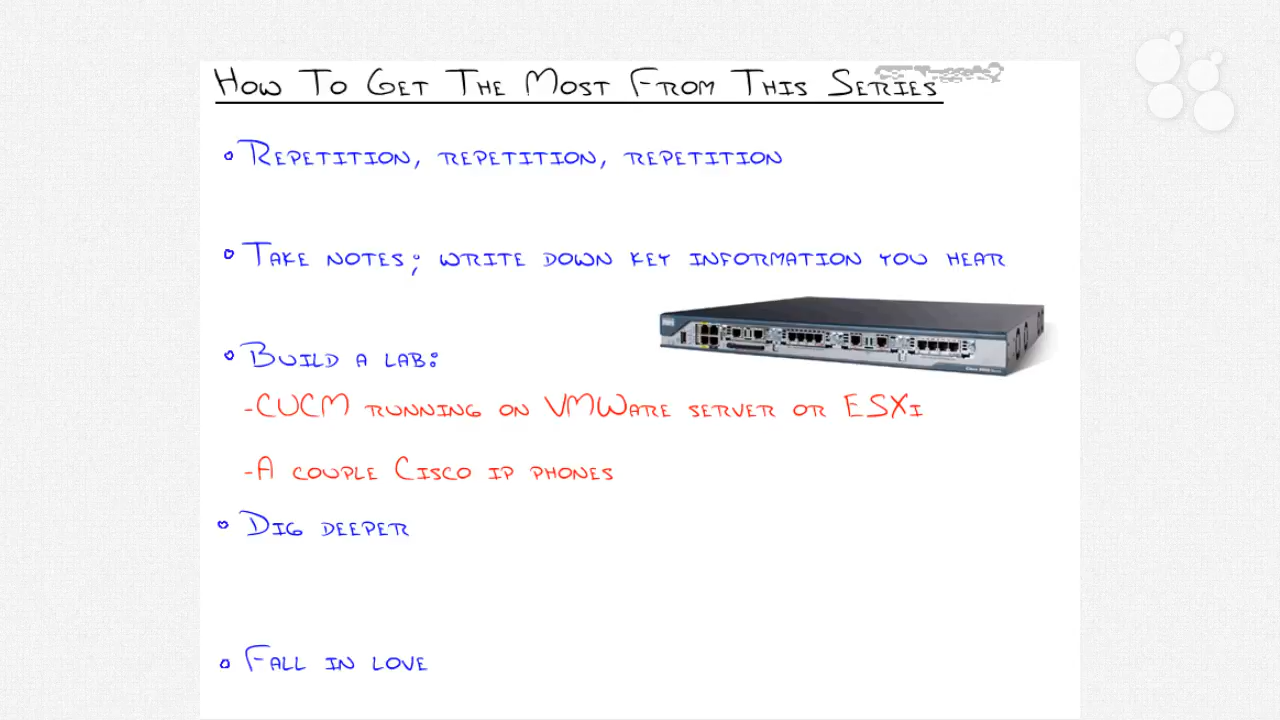 How To Get The Most From This Series
Repetition, repetition, repetition
Take notes; write down key information you hear
Build a lab:
-CUCM running on VMWare server or ESXi
-A couple Cisco ip phones
Dig deeper
Fall in love